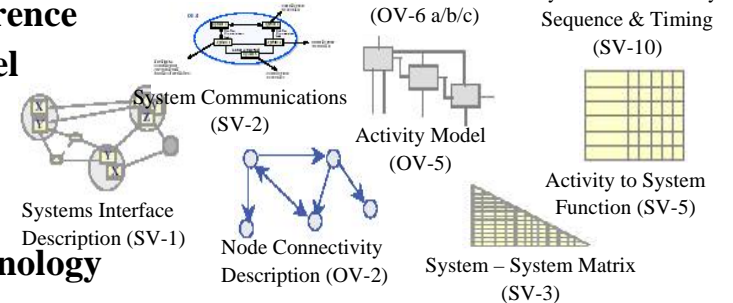 rence
el
nology
(OV-6 a/b/c)
Sequence & Timing
(SV-10)
System Communications
(SV-2)
Activity Model
(OV-5)
X
Y
Z
Y
X
Systems Interface
Description (SV-1)
Node Connectivity
Description (OV-2)
Activity to System
Function (SV-5)
System – System Matrix
(SV-3)